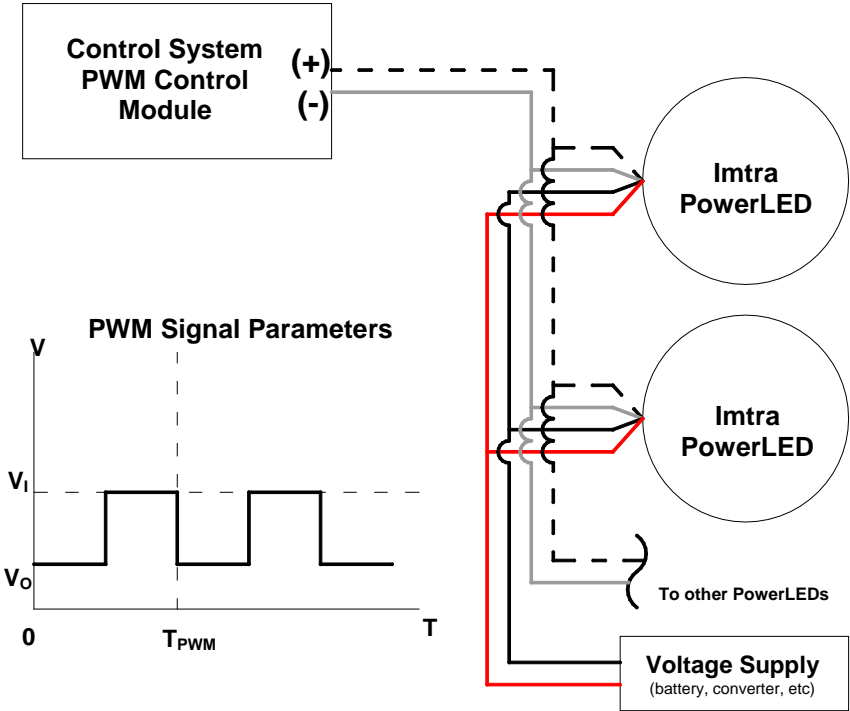 Control System
PWM Control
Module
(+)
(-)
Imtra
PowerLED
PWM Signal Parameters
V
Imtra
PowerLED
VI
VO
To other PowerLEDs
0
TPWM
T
Voltage Supply
(battery, converter, etc)